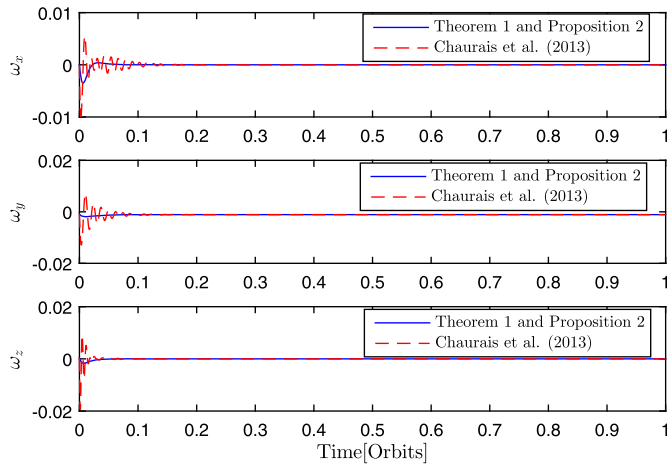 0.01
Theorem 1 and Proposition 2
Chaurais et al. (2013)
ω_x
0
-0.01
0 0.1 0.2 0.3 0.4 0.5 0.6 0.7 0.8 0.9 1
0.02
Theorem 1 and Proposition 2
Chaurais et al. (2013)
ω_y
0
-0.02
0 0.1 0.2 0.3 0.4 0.5 0.6 0.7 0.8 0.9 1
0.02
Theorem 1 and Proposition 2
Chaurais et al. (2013)
ω_z
0
-0.02
0 0.1 0.2 0.3 0.4 0.5 0.6 0.7 0.8 0.9 1
Time[Orbits]